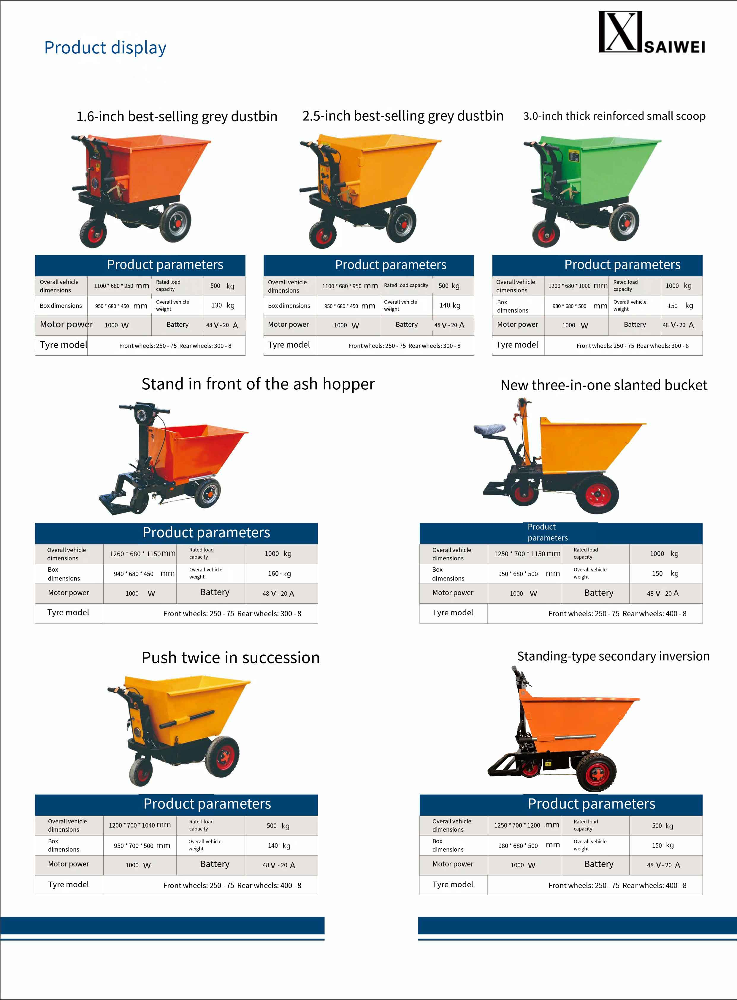 Product display
SAIWEI
1.6-inch best-selling grey dustbin
2.5-inch best-selling grey dustbin
3.0-inch thick reinforced small scoop
Product parameters
Overall vehicle dimensions 1100 * 680 * 950 mm Rated load capacity 500 kg
Box dimensions 950 * 680 * 450 mm Overall vehicle weight 130 kg
Motor power 1000 W Battery 48 V - 20 A
Tyre model Front wheels: 250 - 75 Rear wheels: 300 - 8
Product parameters
Overall vehicle dimensions 1100 * 680 * 950 mm Rated load capacity 500 kg
Box dimensions 950 * 680 * 450 mm Overall vehicle weight 140 kg
Motor power 1000 W Battery 48 V - 20 A
Tyre model Front wheels: 250 - 75 Rear wheels: 300 - 8
Product parameters
Overall vehicle dimensions 1200 * 680 * 1000 mm Rated load capacity 1000 kg
Box dimensions 980 * 680 * 500 mm Overall vehicle weight 150 kg
Motor power 1000 W Battery 48 V - 20 A
Tyre model Front wheels: 250 - 75 Rear wheels: 300 - 8
Stand in front of the ash hopper
New three-in-one slanted bucket
Product parameters
Overall vehicle dimensions 1260 * 680 * 1150 mm Rated load capacity 1000 kg
Box dimensions 940 * 680 * 450 mm Overall vehicle weight 160 kg
Motor power 1000 W Battery 48 V - 20 A
Tyre model Front wheels: 250 - 75 Rear wheels: 300 - 8
Product parameters
Overall vehicle dimensions 1250 * 700 * 1150 mm Rated load capacity 1000 kg
Box dimensions 950 * 680 * 500 mm Overall vehicle weight 150 kg
Motor power 1000 W Battery 48 V - 20 A
Tyre model Front wheels: 250 - 75 Rear wheels: 400 - 8
Push twice in succession
Standing-type secondary inversion
Product parameters
Overall vehicle dimensions 1200 * 700 * 1040 mm Rated load capacity 500 kg
Box dimensions 950 * 700 * 500 mm Overall vehicle weight 140 kg
Motor power 1000 W Battery 48 V - 20 A
Tyre model Front wheels: 250 - 75 Rear wheels: 400 - 8
Product parameters
Overall vehicle dimensions 1250 * 700 * 1200 mm Rated load capacity 500 kg
Box dimensions 980 * 680 * 500 mm Overall vehicle weight 150 kg
Motor power 1000 W Battery 48 V - 20 A
Tyre model Front wheels: 250 - 75 Rear wheels: 400 - 8